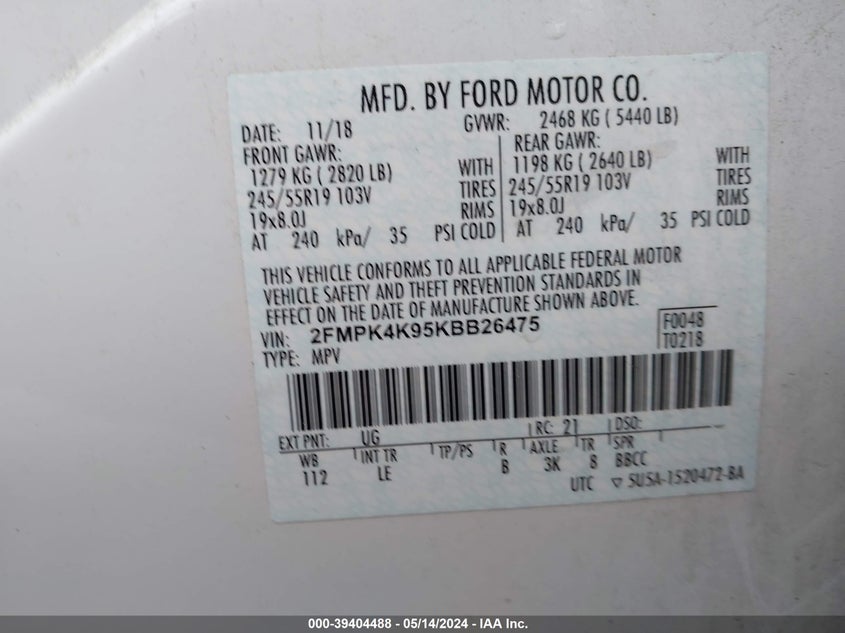 MFD. BY FORD MOTOR CO.
DATE: 11/18 GVWR: 2468 KG ( 5440 LB)
FRONT GAWR: REAR GAWR:
1279 KG ( 2820 LB) WITH 1198 KG ( 2640 LB) WITH
245/55R19 103V TIRES 245/55R19 103V TIRES
19x8.0J RIMS 19x8.0J RIMS
AT 240 kPa/ 35 PSI COLD AT 240 kPa/ 35 PSI COLD
THIS VEHICLE CONFORMS TO ALL APPLICABLE FEDERAL MOTOR
VEHICLE SAFETY AND THEFT PREVENTION STANDARDS IN
EFFECT ON THE DATE OF MANUFACTURE SHOWN ABOVE.
VIN: 2FMPK4K95KBB26475 F0048
TYPE: MPV T0218
EXT PNT: UG RC: 21 DSO:
WB INT TR TP/PS R AXLE TR SPR
112 LE B 3K 8 BBCC
UTC ▽ 5U5A-1520472-BA
000-39404488 - 05/14/2024 - IAA Inc.